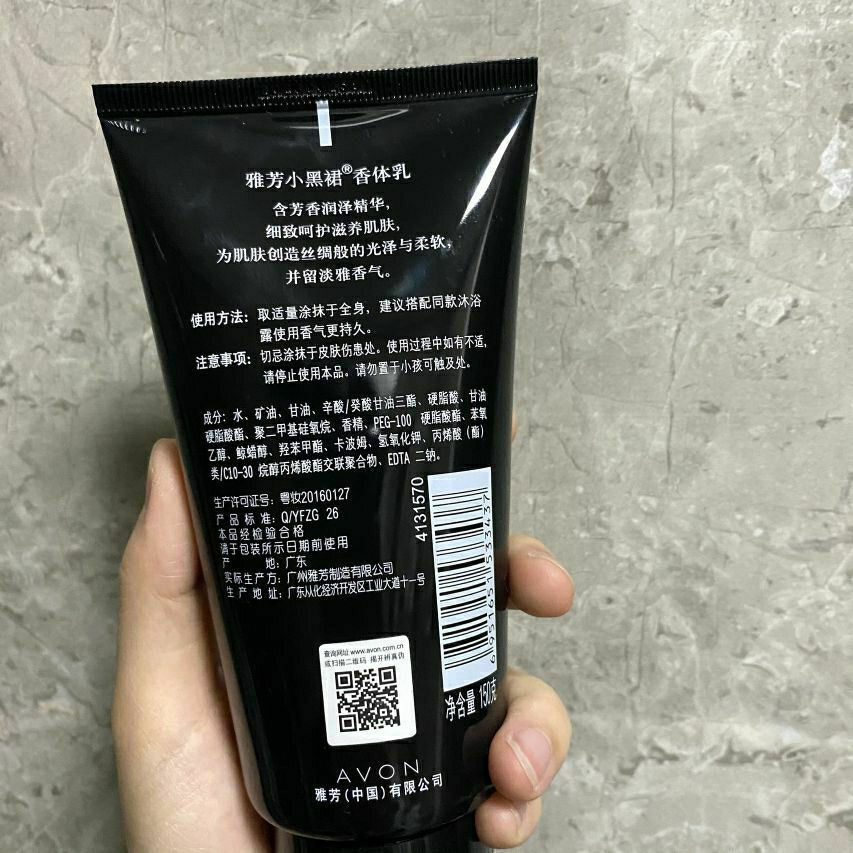 雅芳小黑裙®香体乳
含芳香润泽精华，
细致呵护滋养肌肤，
为肌肤创造丝绸般的光泽与柔软，
并留淡雅香气。
使用方法：取适量涂抹于全身，建议搭配同款沐浴
露使用香气更持久。
注意事项：切忌涂抹于皮肤伤患处。使用过程中如有不适，
请停止使用本品。请勿置于小孩可触及处。
成分：水、矿油、甘油、辛酸/癸酸甘油三酯、硬脂酸、甘油
硬脂酸酯、聚二甲基硅氧烷、香精、PEG-100 硬脂酸酯、苯氧
乙醇、鲸蜡醇、羟苯甲酯、卡波姆、氢氧化钾、丙烯酸（酯）
类/C10-30 烷醇丙烯酸酯交联聚合物、EDTA 二钠。
生产许可证号：粤妆20160127
产品标准：Q/YFZG 26
本品经检验合格
请于包装所示日期前使用
产地：广东
实际生产方：广州雅芳制造有限公司
生产地址：广东从化经济开发区工业大道十一号
4131570
6951651533437
净含量 150克
查询网址www.avon.com.cn
或扫描二维码 揭开辨真伪
AVON
雅芳(中国)有限公司